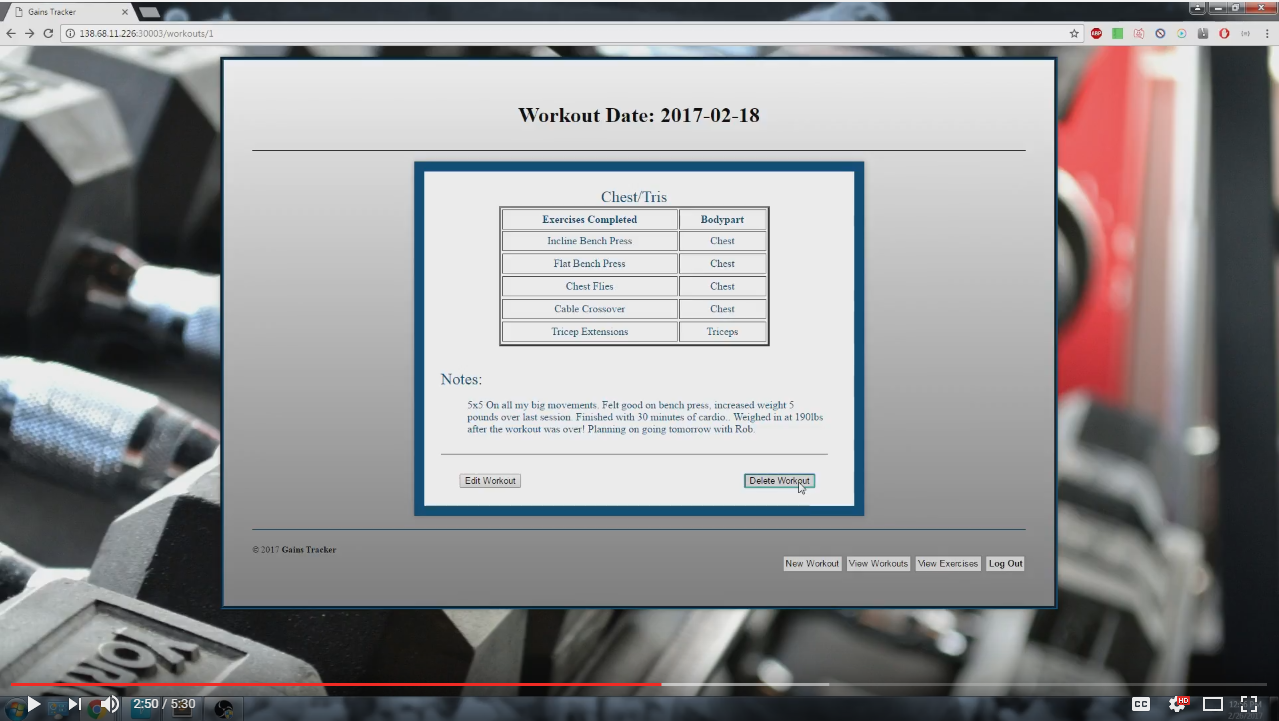 Gains Tracker
138.68.11.226:30003/workouts/1
ABP
Workout Date: 2017-02-18
Chest/Tris
Exercises Completed Bodypart
Incline Bench Press Chest
Flat Bench Press Chest
Chest Flies Chest
Cable Crossover Chest
Tricep Extensions Triceps
Notes:
5x5 On all my big movements. Felt good on bench press, increased weight 5
pounds over last session. Finished with 30 minutes of cardio.. Weighed in at 190lbs
after the workout was over! Planning on going tomorrow with Rob.
Edit Workout Delete Workout
© 2017 Gains Tracker
New Workout View Workouts View Exercises Log Out
YORK
2:50 / 5:30
CC HD